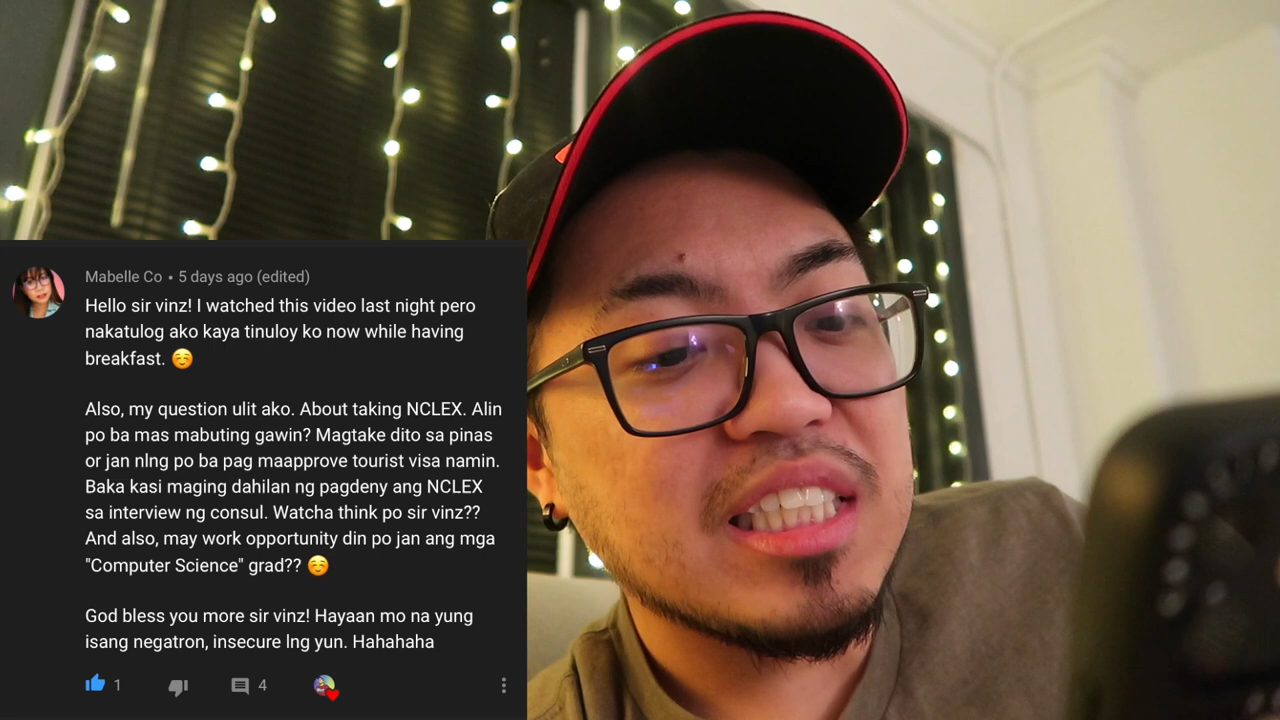 Mabelle Co • 5 days ago (edited)
Hello sir vinz! I watched this video last night pero
nakatulog ako kaya tinuloy ko now while having
breakfast. ☺️
Also, my question ulit ako. About taking NCLEX. Alin
po ba mas mabuting gawin? Magtake dito sa pinas
or jan nlng po ba pag maapprove tourist visa namin.
Baka kasi maging dahilan ng pagdeny ang NCLEX
sa interview ng consul. Watcha think po sir vinz??
And also, may work opportunity din po jan ang mga
"Computer Science" grad?? ☺️
God bless you more sir vinz! Hayaan mo na yung
isang negatron, insecure lng yun. Hahahaha
1 4